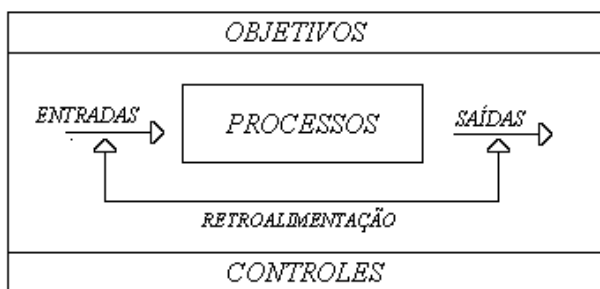 OBJETIVOS
ENTRADAS
PROCESSOS
SAÍDAS
RETROALIMENTAÇÃO
CONTROLES